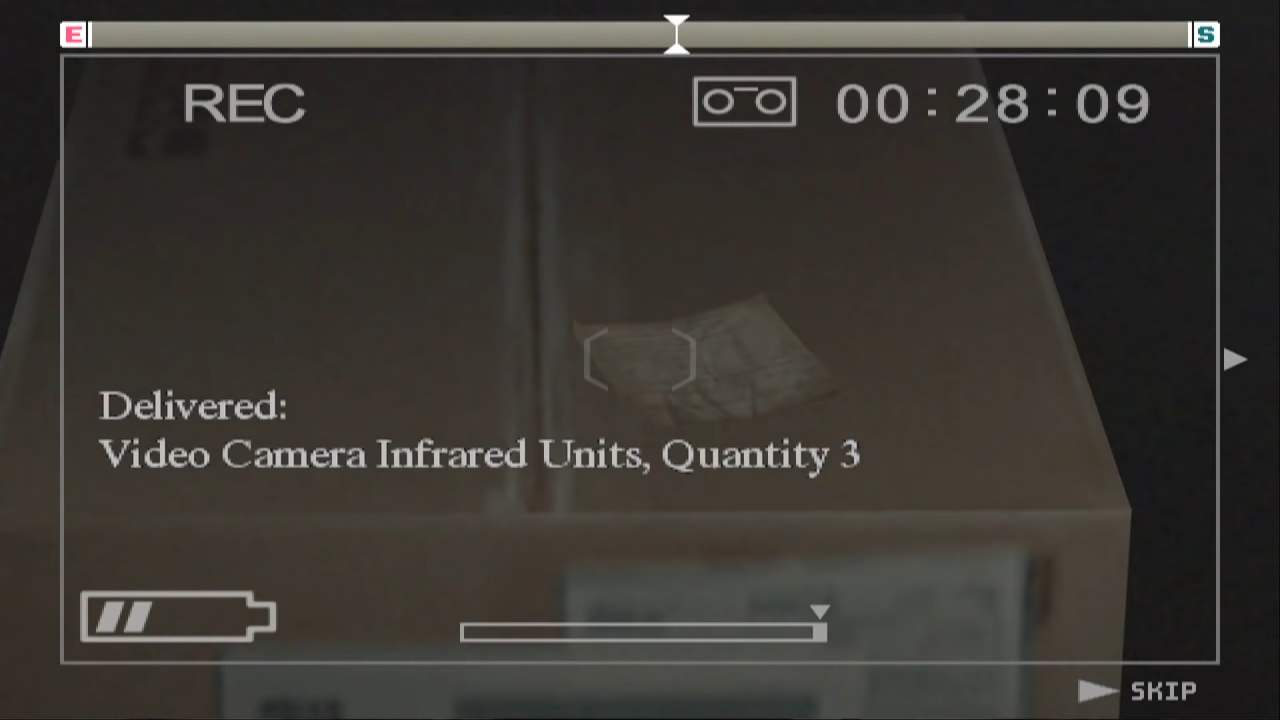 E
S
REC
00:28:09
Delivered:
Video Camera Infrared Units, Quantity 3
SKIP